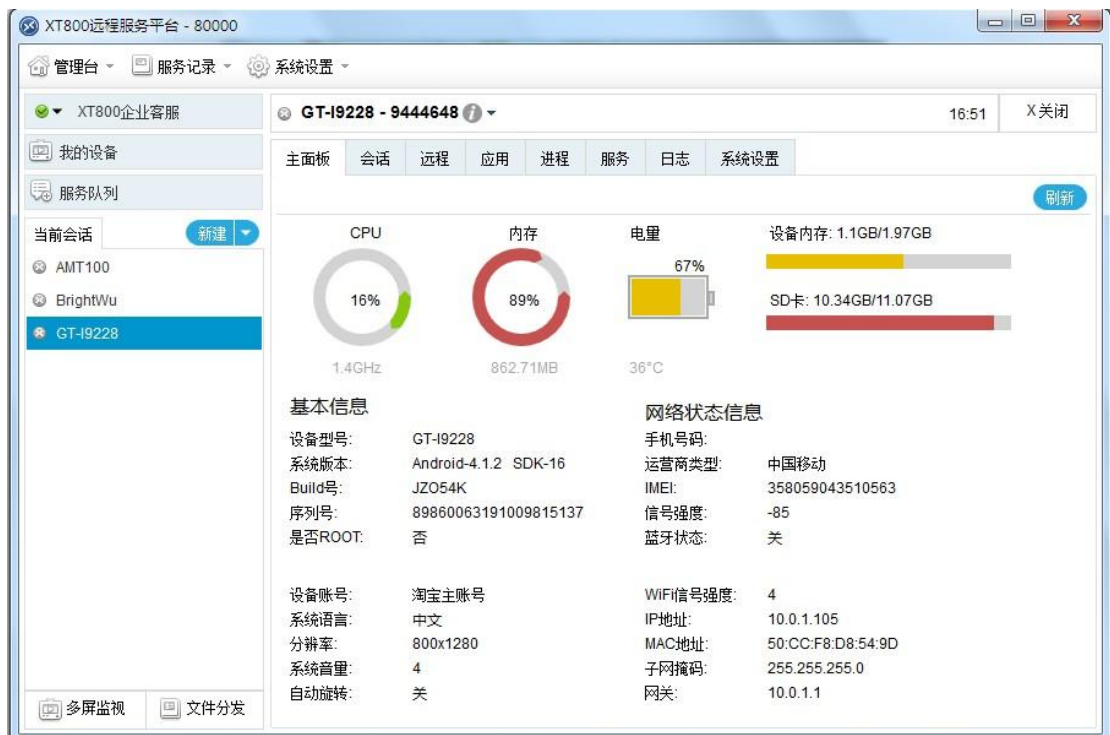 XT800远程服务平台 - 80000
管理台 服务记录 系统设置
XT800企业客服
GT-I9228 - 9444648 16:51 X关闭
我的设备
主面板 会话 远程 应用 进程 服务 日志 系统设置
服务队列
刷新
当前会话 新建
AMT100
BrightWu
GT-I9228
CPU 内存 电量 设备内存: 1.1GB/1.97GB
67%
16% 89% SD卡: 10.34GB/11.07GB
1.4GHz 862.71MB 36°C
基本信息 网络状态信息
设备型号: GT-I9228 手机号码:
系统版本: Android-4.1.2 SDK-16 运营商类型: 中国移动
Build号: JZO54K IMEI: 358059043510563
序列号: 89860063191009815137 信号强度: -85
是否ROOT: 否 蓝牙状态: 关
设备账号: 淘宝主账号 WiFi信号强度: 4
系统语言: 中文 IP地址: 10.0.1.105
分辨率: 800x1280 MAC地址: 50:CC:F8:D8:54:9D
系统音量: 4 子网掩码: 255.255.255.0
自动旋转: 关 网关: 10.0.1.1
多屏监视 文件分发